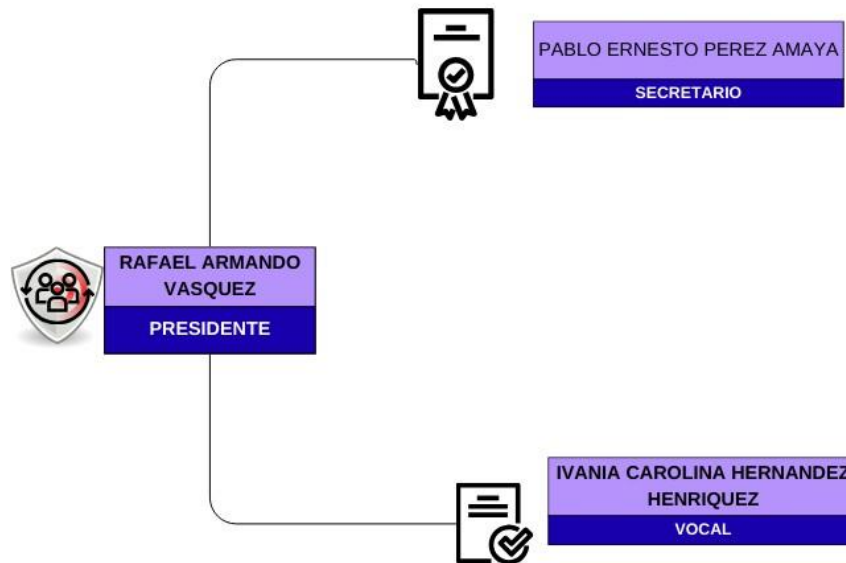 PABLO ERNESTO PEREZ AMAYA
SECRETARIO
RAFAEL ARMANDO
VASQUEZ
PRESIDENTE
IVANIA CAROLINA HERNANDEZ
HENRIQUEZ
VOCAL